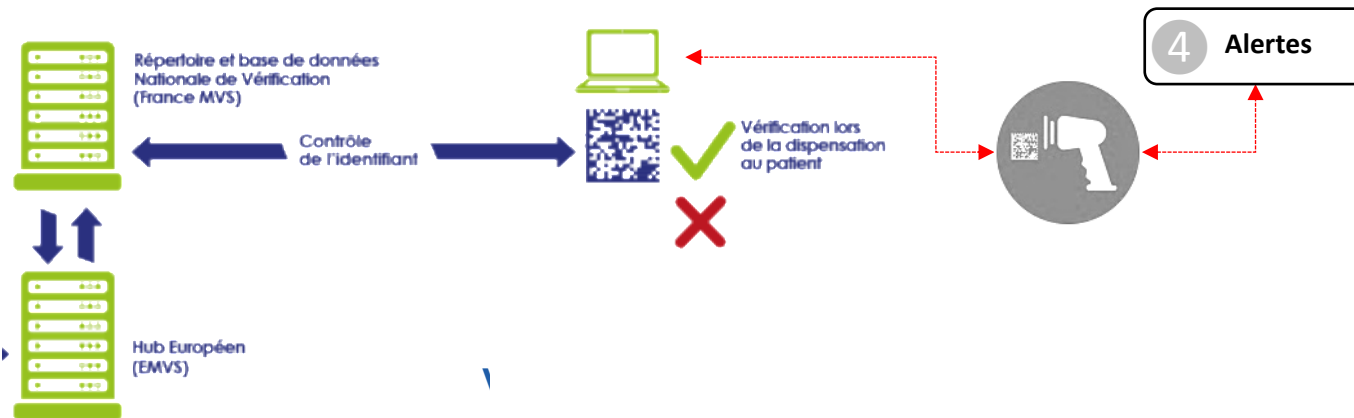 4 Alertes
Répertoire et base de données
Nationale de Vérification
(France MVS)
Contrôle
de l'identifiant
Vérification lors
de la dispensation
au patient
Hub Européen
(EMVS)